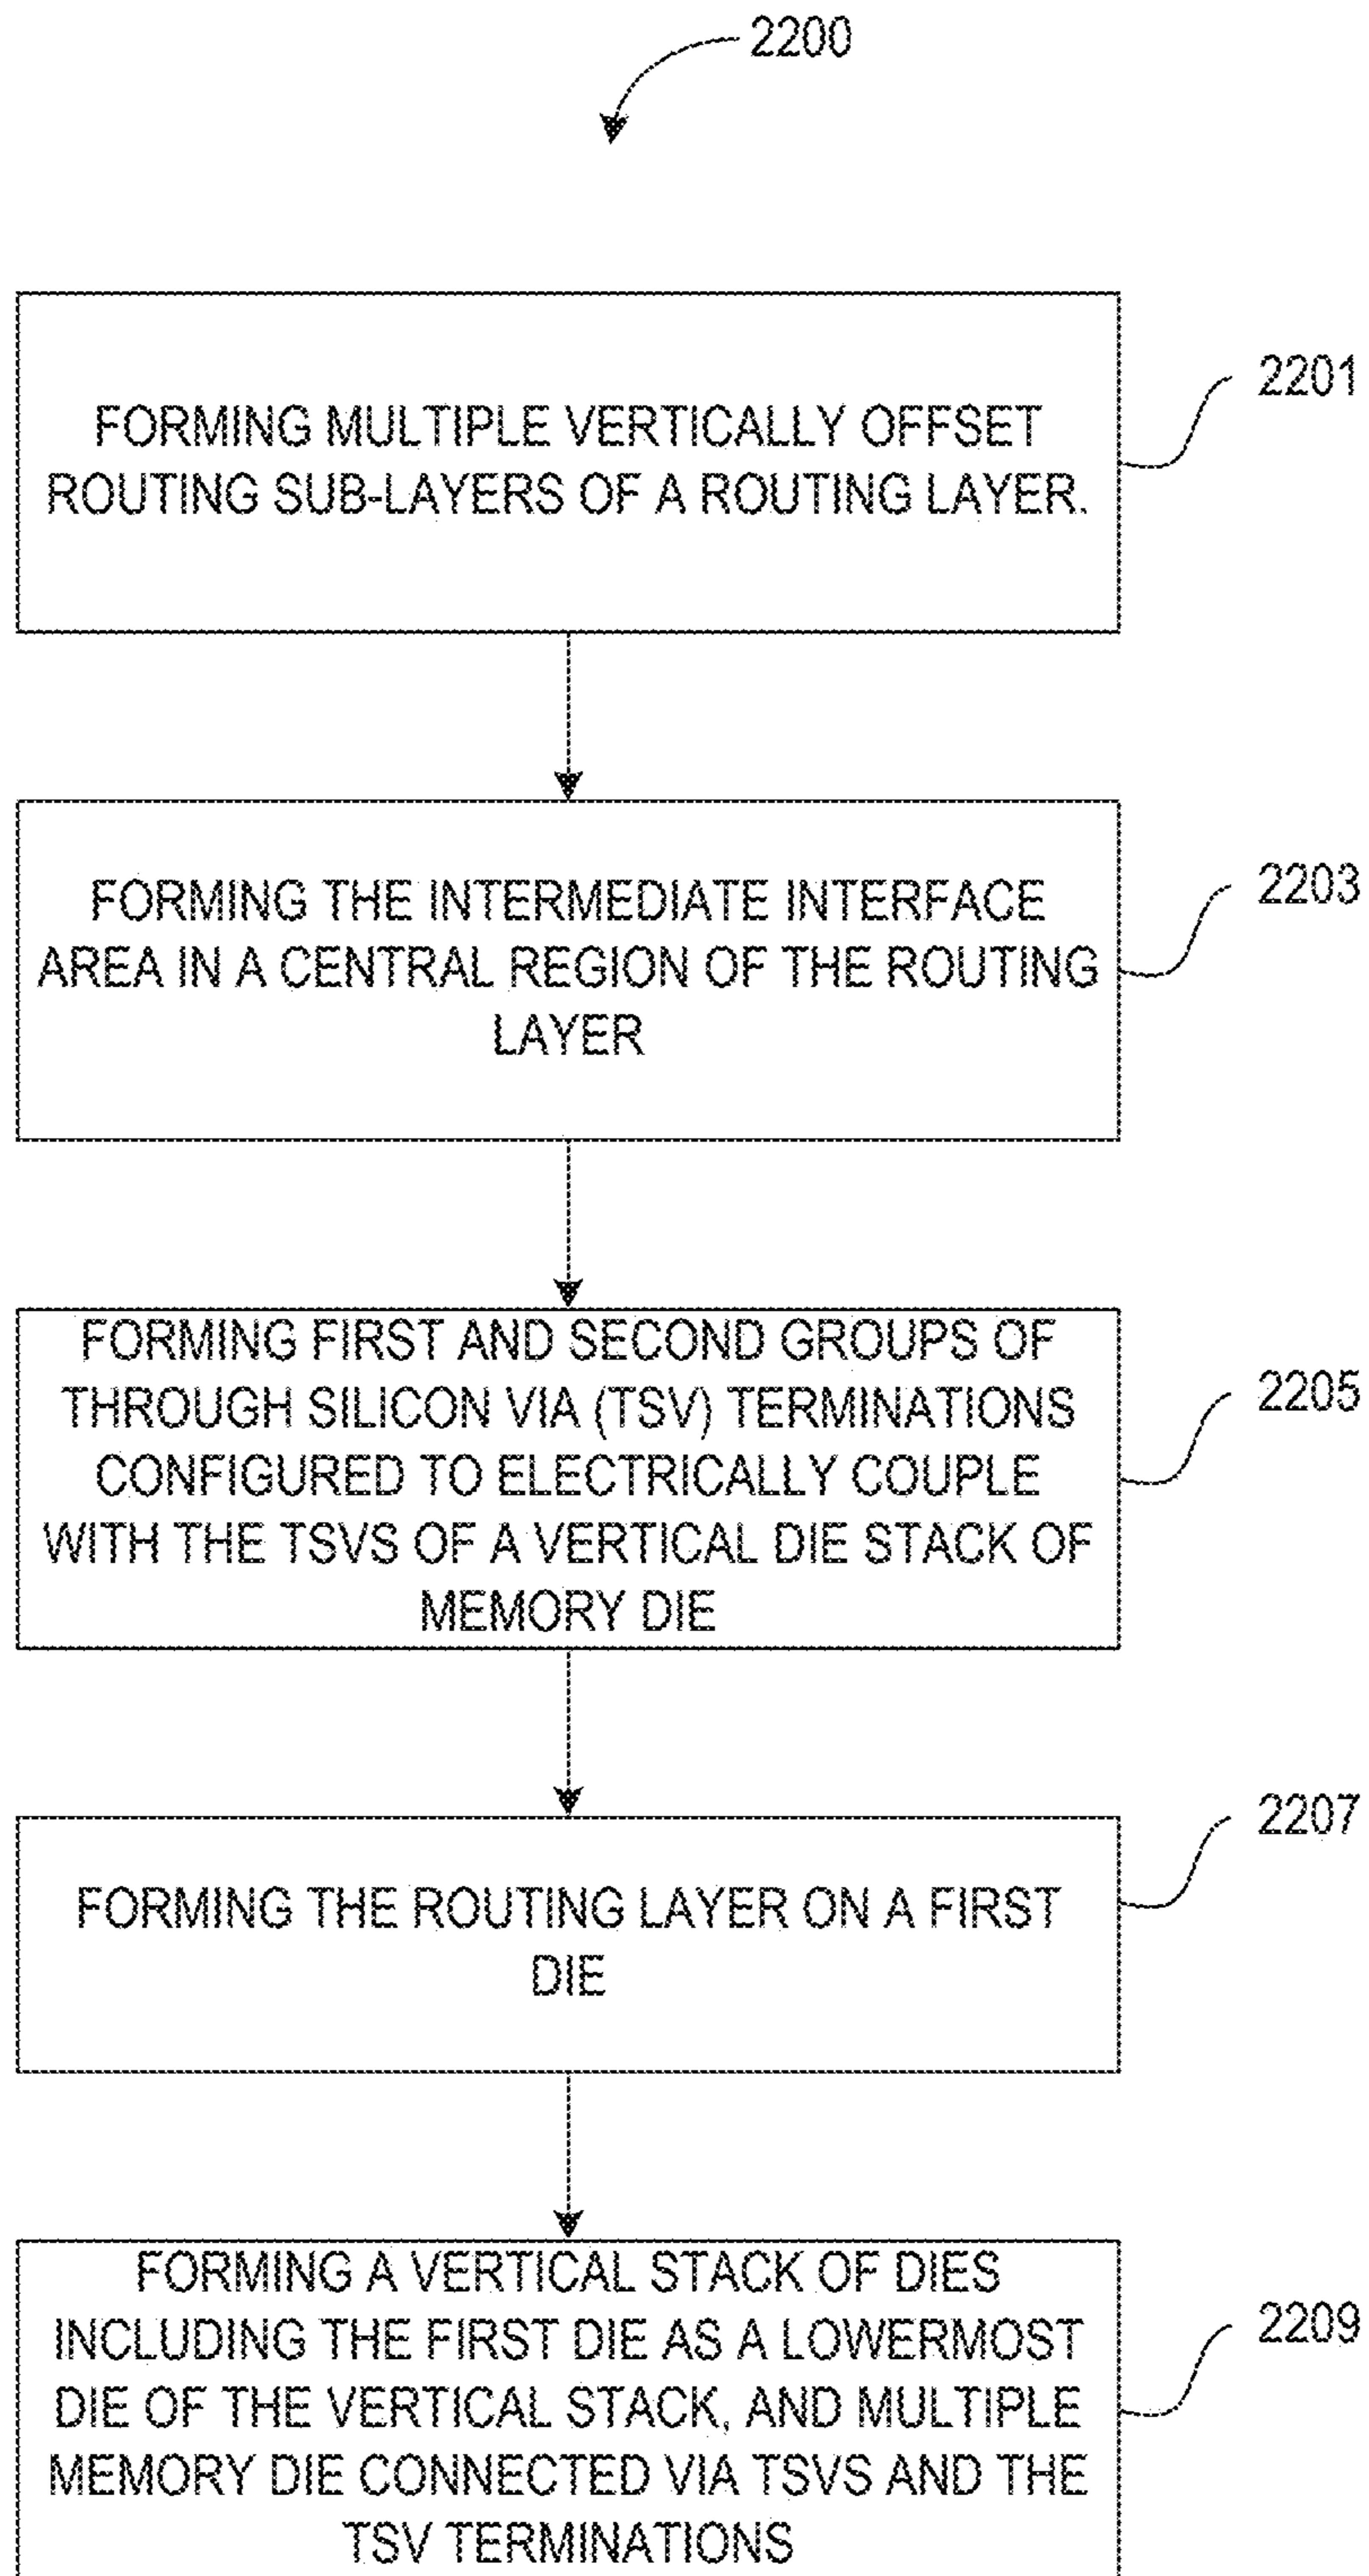 2200
FORMING MULTIPLE VERTICALLY OFFSET
ROUTING SUB-LAYERS OF A ROUTING LAYER.
2201
FORMING THE INTERMEDIATE INTERFACE
AREA IN A CENTRAL REGION OF THE ROUTING
LAYER
2203
FORMING FIRST AND SECOND GROUPS OF
THROUGH SILICON VIA (TSV) TERMINATIONS
CONFIGURED TO ELECTRICALLY COUPLE
WITH THE TSVS OF A VERTICAL DIE STACK OF
MEMORY DIE
2205
FORMING THE ROUTING LAYER ON A FIRST
DIE
2207
FORMING A VERTICAL STACK OF DIES
INCLUDING THE FIRST DIE AS A LOWERMOST
DIE OF THE VERTICAL STACK, AND MULTIPLE
MEMORY DIE CONNECTED VIA TSVS AND THE
TSV TERMINATIONS
2209